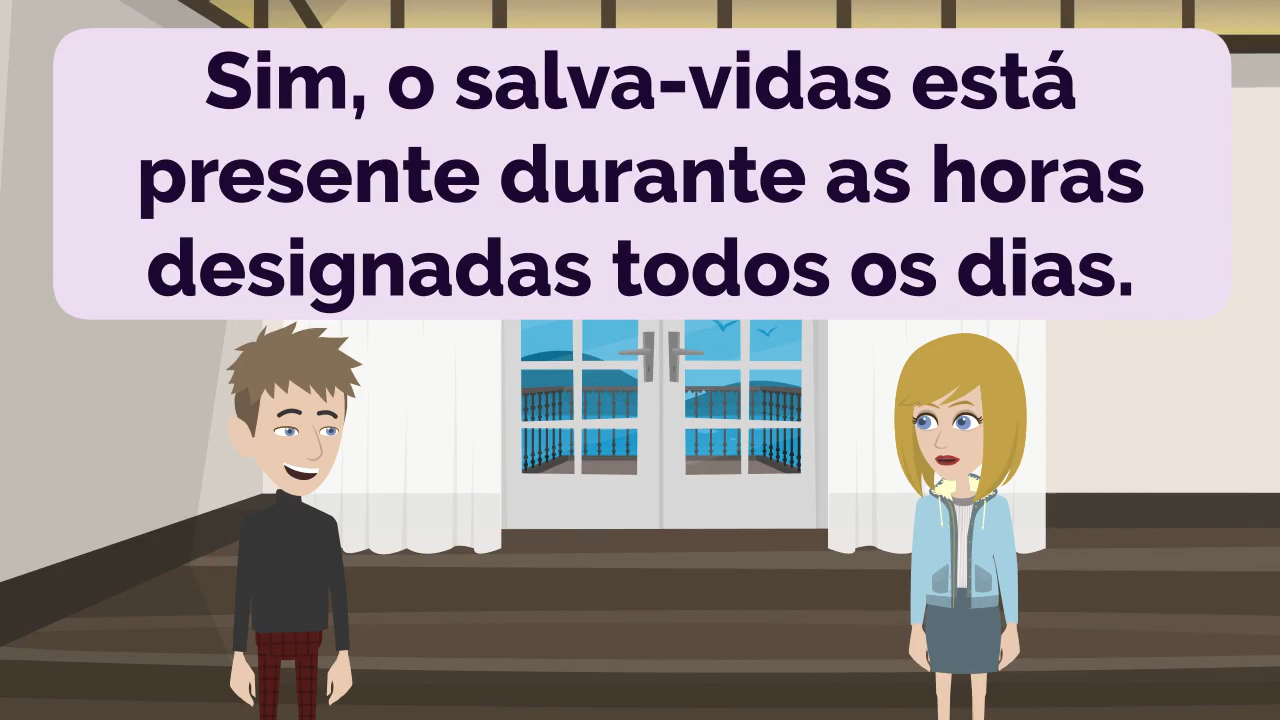 Sim, o salva-vidas está
presente durante as horas
designadas todos os dias.